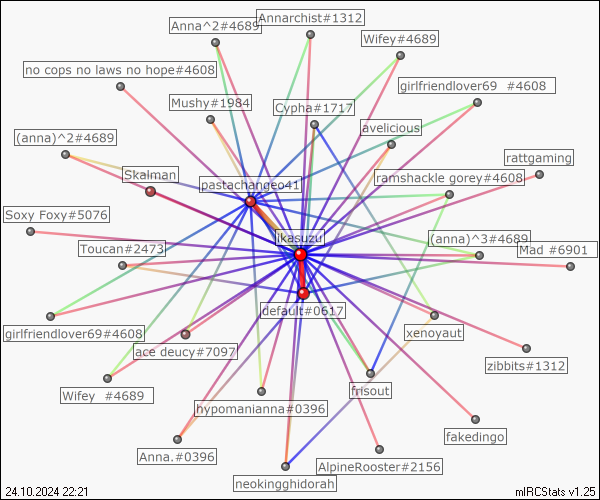 Annarchist#1312
Anna^2#4689
Wifey#4689
no cops no laws no hope#4608
girlfriendlover69 #4608
Mushy#1984
Cypha#1717
avelicious
(anna)^2#4689
rattgaming
Skalman
pastachangeo41
ramshackle gorey#4608
Soxy Foxy#5076
ikasuzu
(anna)^3#4689
Toucan#2473
Mad #6901
default#0617
girlfriendlover69#4608
xenoyaut
ace deucy#7097
zibbits#1312
Wifey #4689
hypomanianna#0396
frisout
fakedingo
Anna.#0396
AlpineRooster#2156
neokingghidorah
24.10.2024 22:21
mIRCStats v1.25